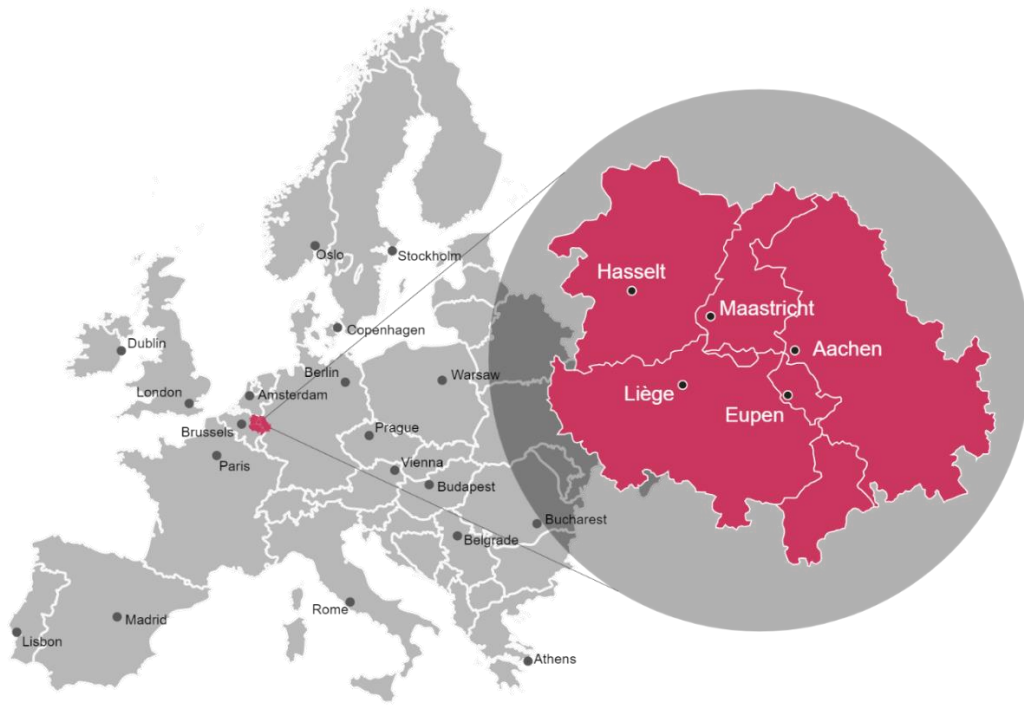 Oslo
Stockholm
Copenhagen
Dublin
Berlin
Warsaw
London
Amsterdam
Brussels
Prague
Paris
Vienna
Budapest
Bucharest
Belgrade
Rome
Madrid
Lisbon
Athens
Hasselt
Maastricht
Aachen
Liège
Eupen